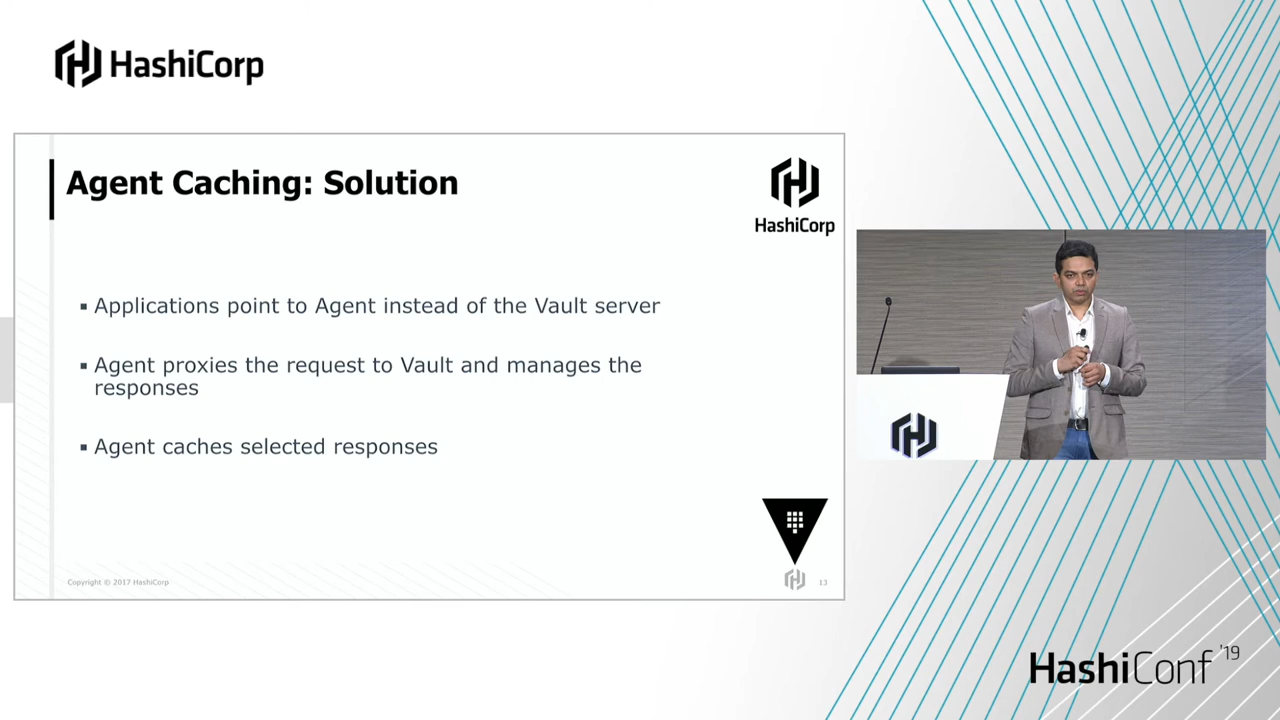 HashiCorp
Agent Caching: Solution
HashiCorp
▪ Applications point to Agent instead of the Vault server
▪ Agent proxies the request to Vault and manages the
responses
▪ Agent caches selected responses
Copyright © 2017 HashiCorp
13
HashiConf '19